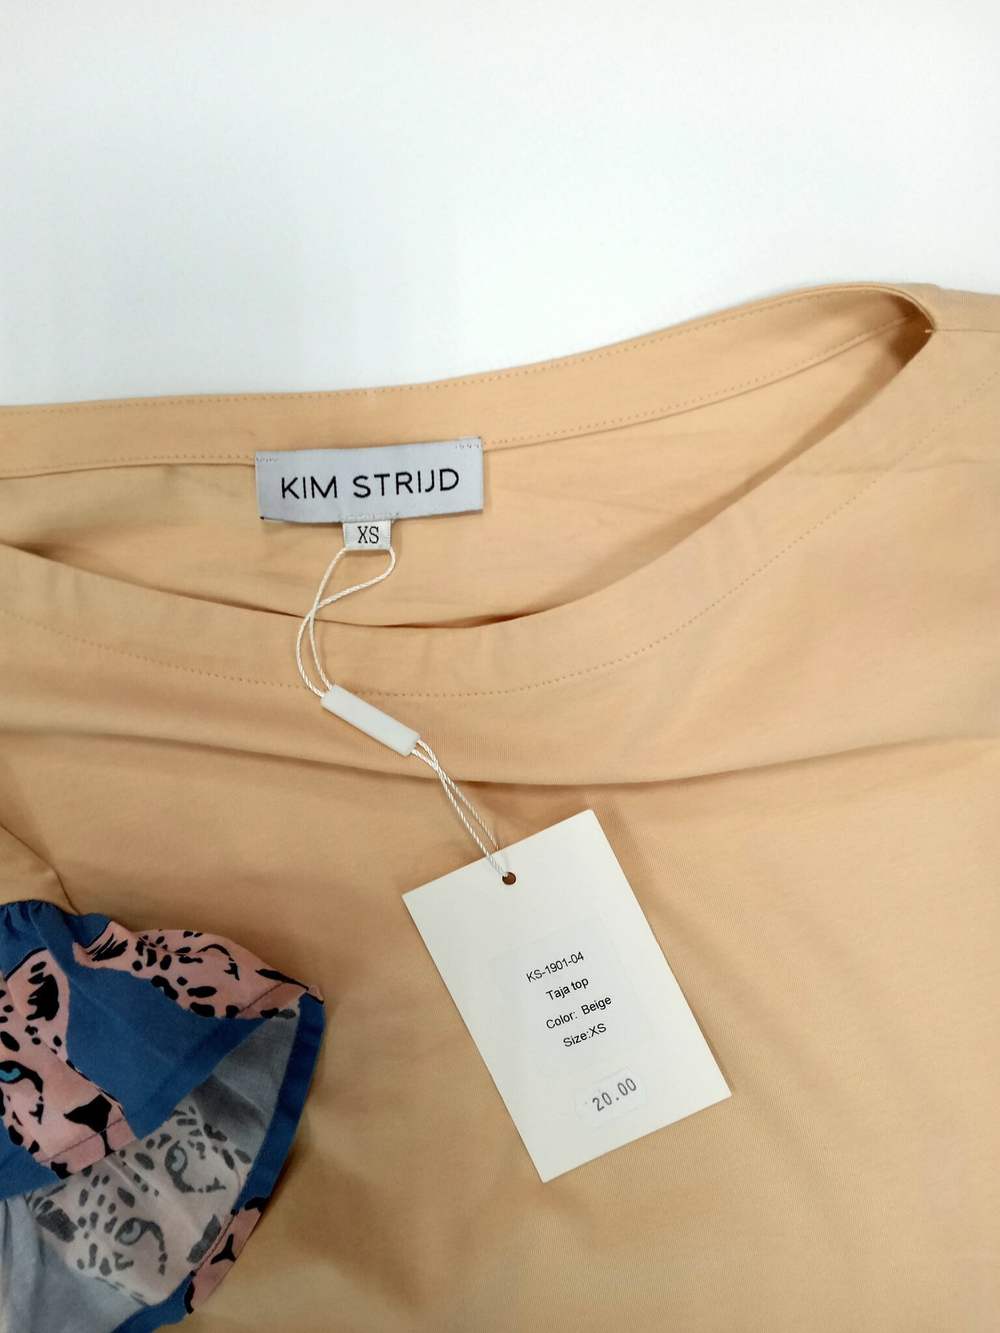 KIM STRIJD
XS
KS-1901-04
Taja top
Color: Beige
Size:XS
20.00